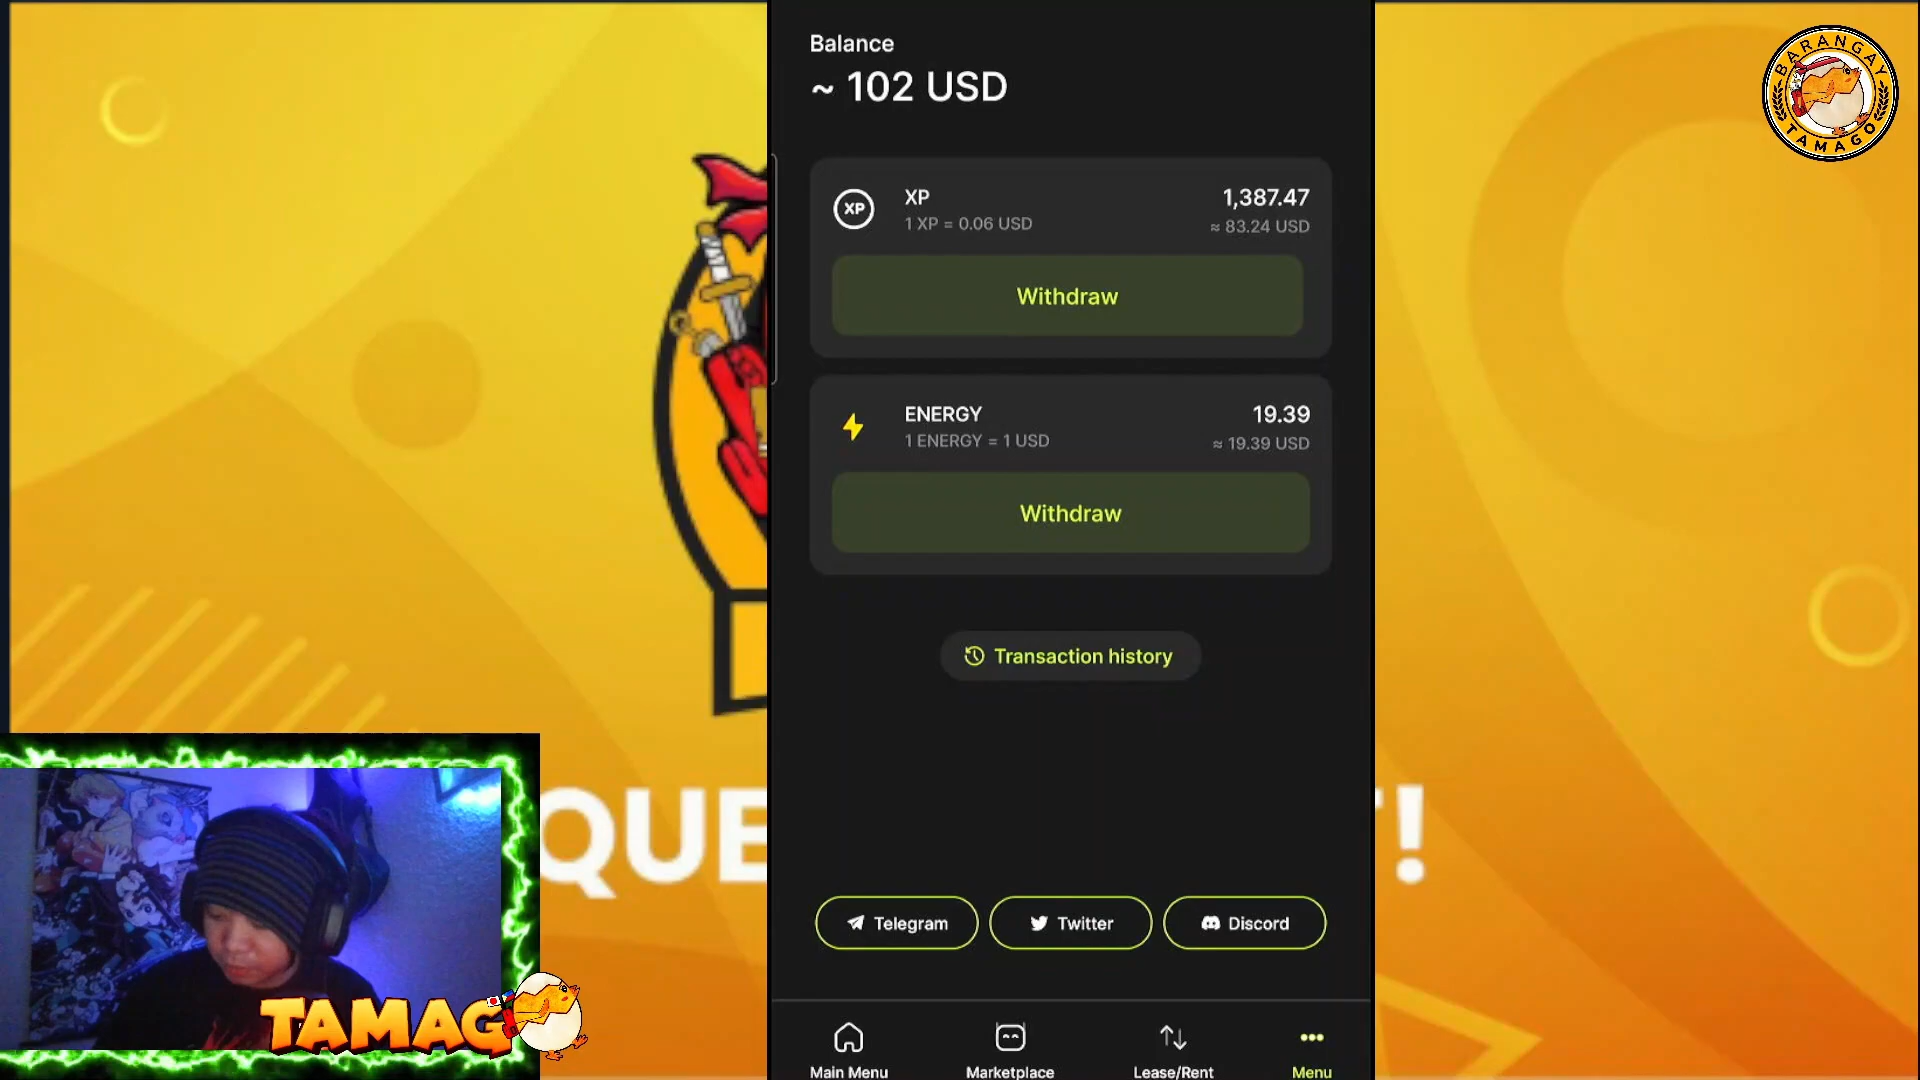 Balance
~ 102 USD
XP
XP
1,387.47
1 XP = 0.06 USD
≈ 83.24 USD
Withdraw
ENERGY
19.39
1 ENERGY = 1 USD
≈ 19.39 USD
Withdraw
Transaction history
Telegram
Twitter
Discord
Main Menu
Marketplace
Lease/Rent
Menu
BARANGAY
TAMAGO
QUE
!
TAMAGO